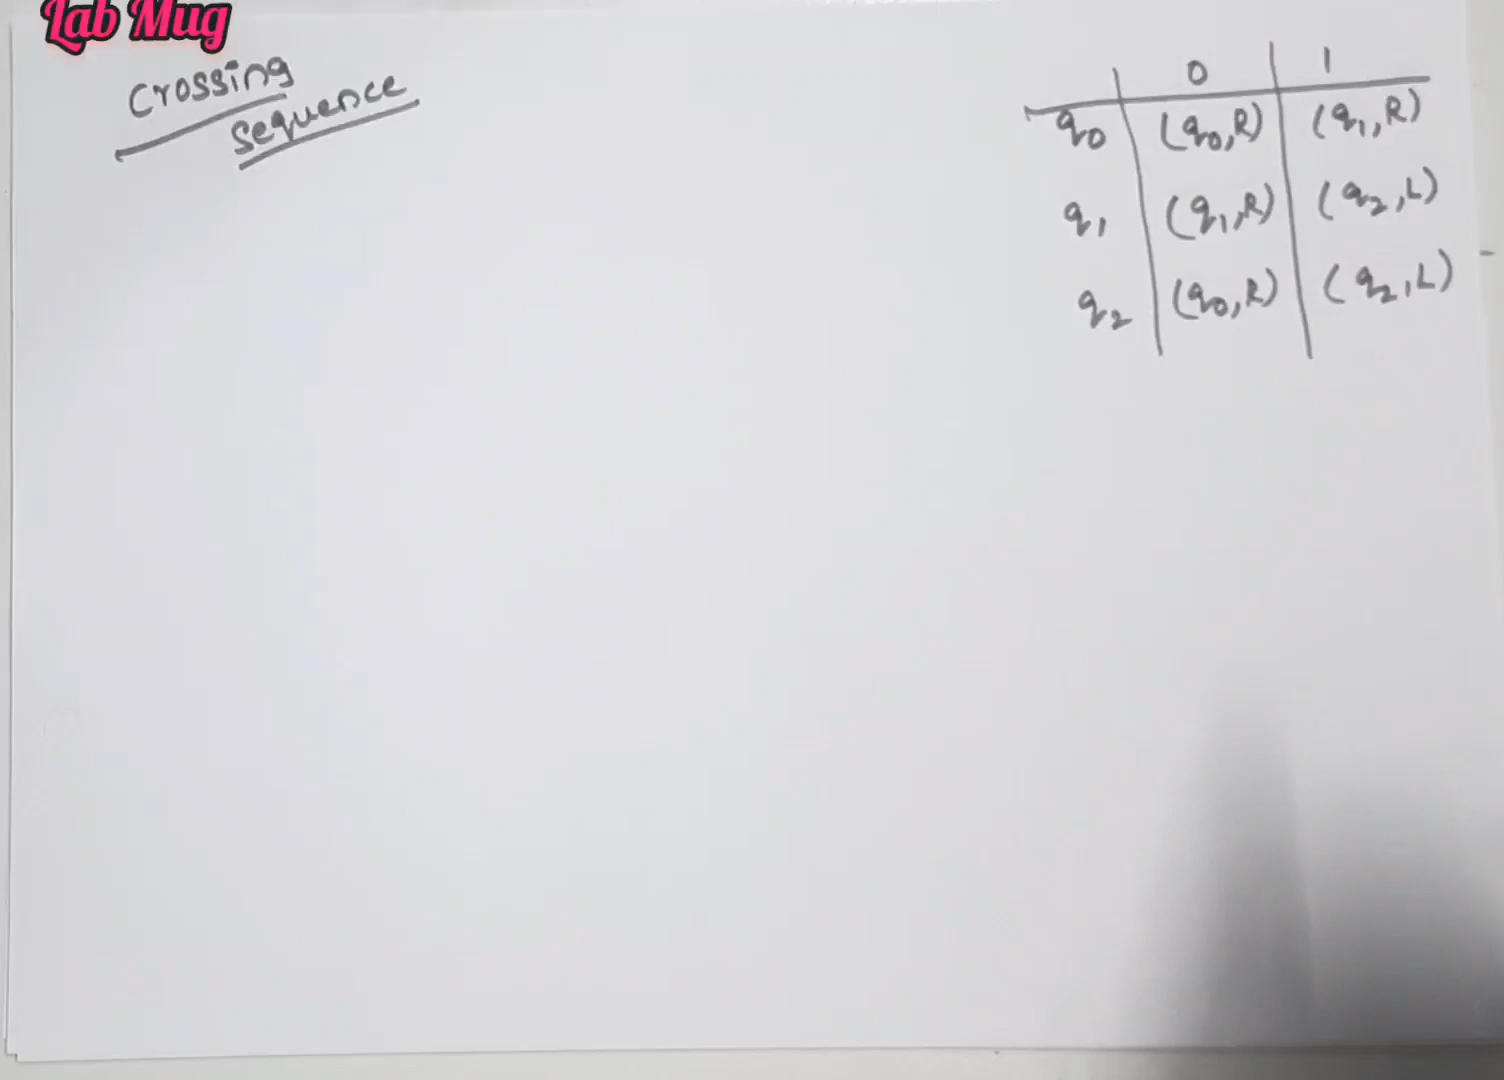 Lab Mug
Crossing
Sequence
0 1
q0 (q0,R) (q1,R)
q1 (q1,R) (q2,L)
q2 (q0,R) (q2,L)